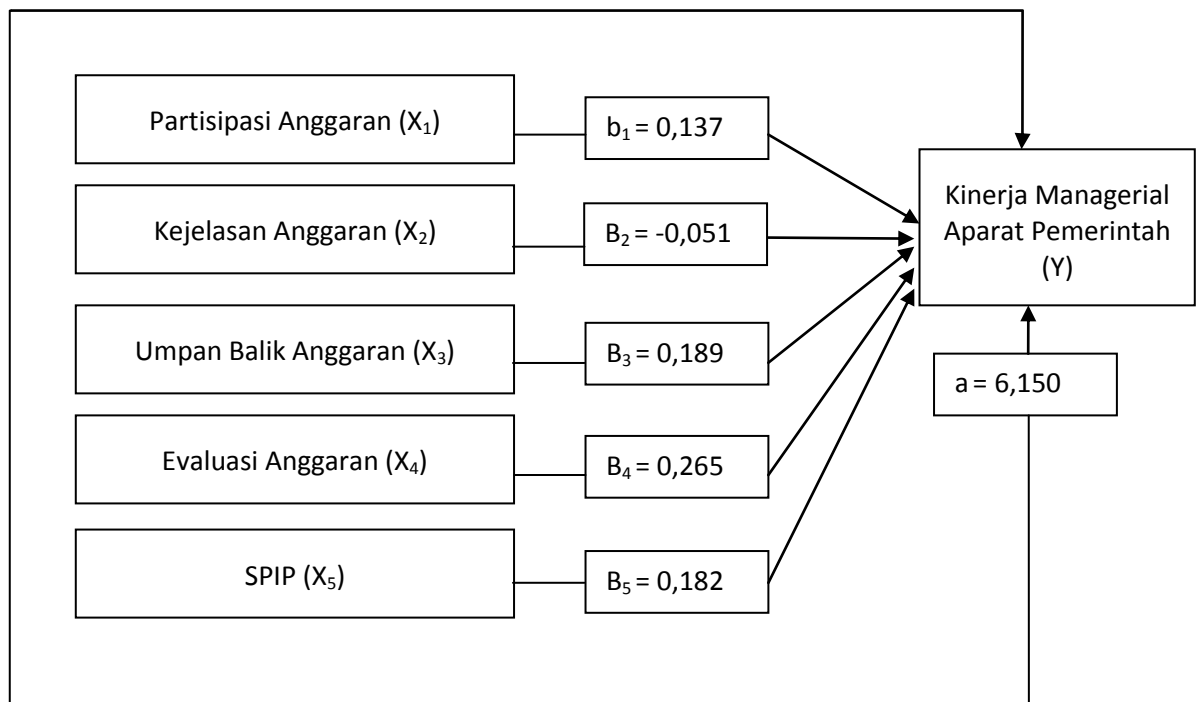 Partisipasi Anggaran (X₁)
b₁ = 0,137
Kejelasan Anggaran (X₂)
B₂ = -0,051
Umpan Balik Anggaran (X₃)
B₃ = 0,189
Evaluasi Anggaran (X₄)
B₄ = 0,265
SPIP (X₅)
B₅ = 0,182
Kinerja Managerial
Aparat Pemerintah
(Y)
a = 6,150